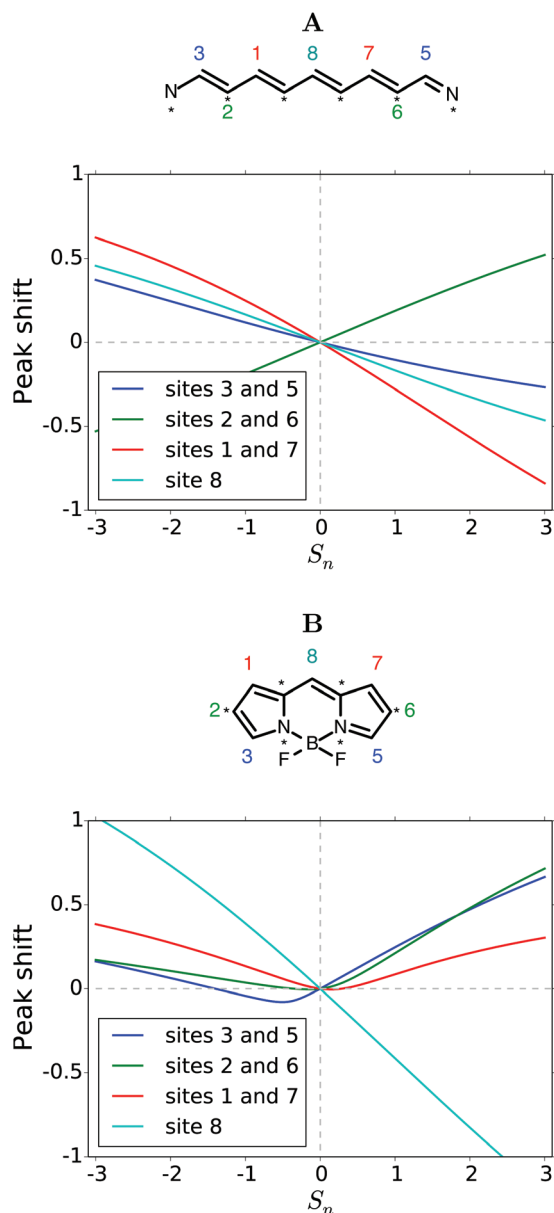 A
3 1 8 7 5
N * 2 * * 6 * N *
1
0.5
0
-0.5
-1
Peak shift
sites 3 and 5
sites 2 and 6
sites 1 and 7
site 8
-3 -2 -1 0 1 2 3
Sₙ
B
8
1 7
* *
2* *6
N N
* *
3 B 5
F F
1
0.5
0
-0.5
-1
Peak shift
sites 3 and 5
sites 2 and 6
sites 1 and 7
site 8
-3 -2 -1 0 1 2 3
Sₙ